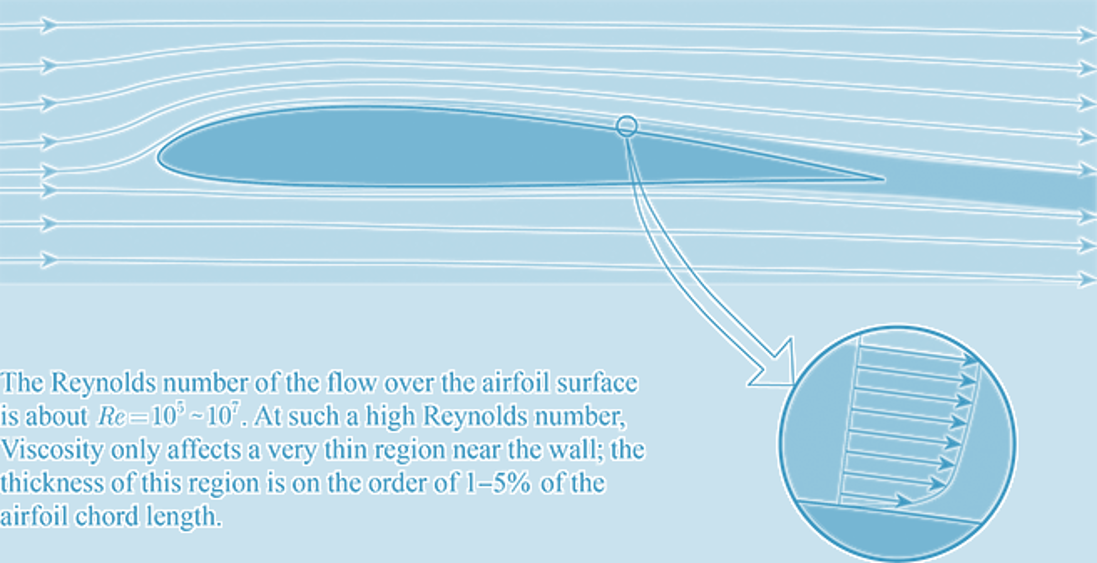 The Reynolds number of the flow over the airfoil surface
is about Re=10⁵~10⁷. At such a high Reynolds number,
Viscosity only affects a very thin region near the wall; the
thickness of this region is on the order of 1–5% of the
airfoil chord length.